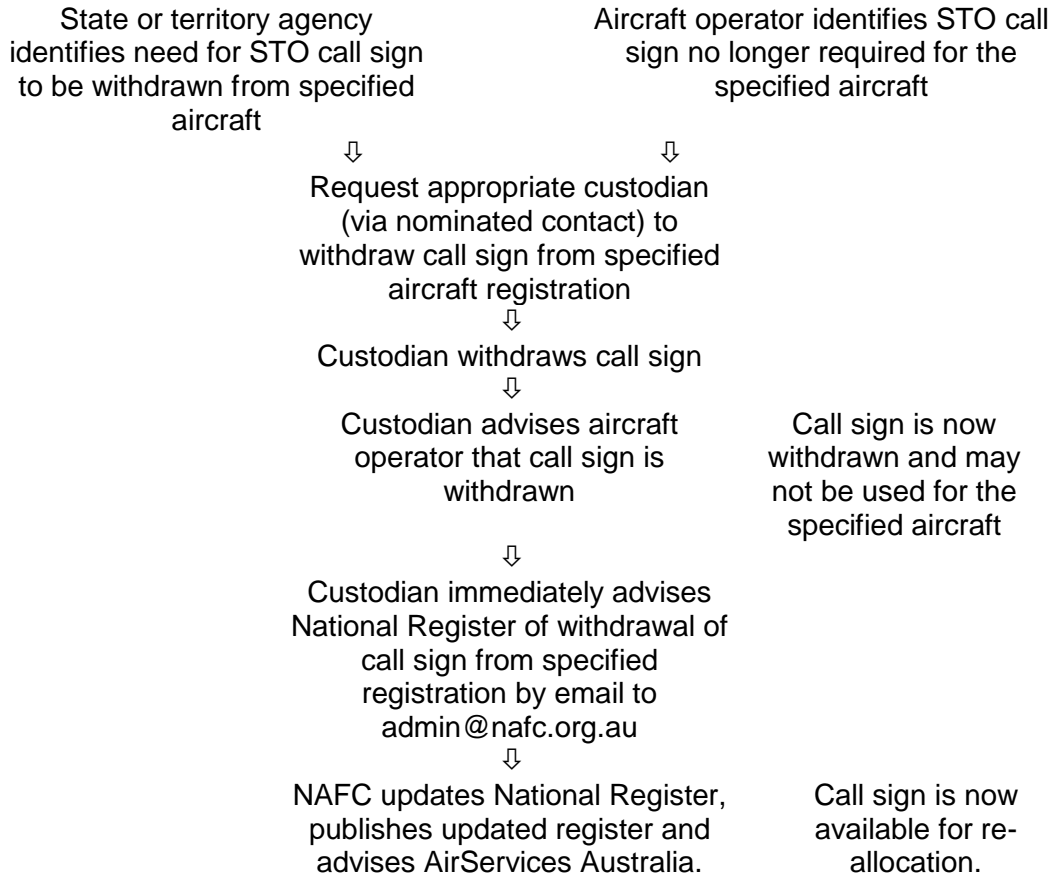 State or territory agency
identifies need for STO call sign
to be withdrawn from specified
aircraft
Aircraft operator identifies STO call
sign no longer required for the
specified aircraft
⇩ ⇩
Request appropriate custodian
(via nominated contact) to
withdraw call sign from specified
aircraft registration
⇩
Custodian withdraws call sign
⇩
Custodian advises aircraft
operator that call sign is
withdrawn
Call sign is now
withdrawn and may
not be used for the
specified aircraft
⇩
Custodian immediately advises
National Register of withdrawal of
call sign from specified
registration by email to
admin@nafc.org.au
⇩
NAFC updates National Register,
publishes updated register and
advises AirServices Australia.
Call sign is now
available for re-
allocation.